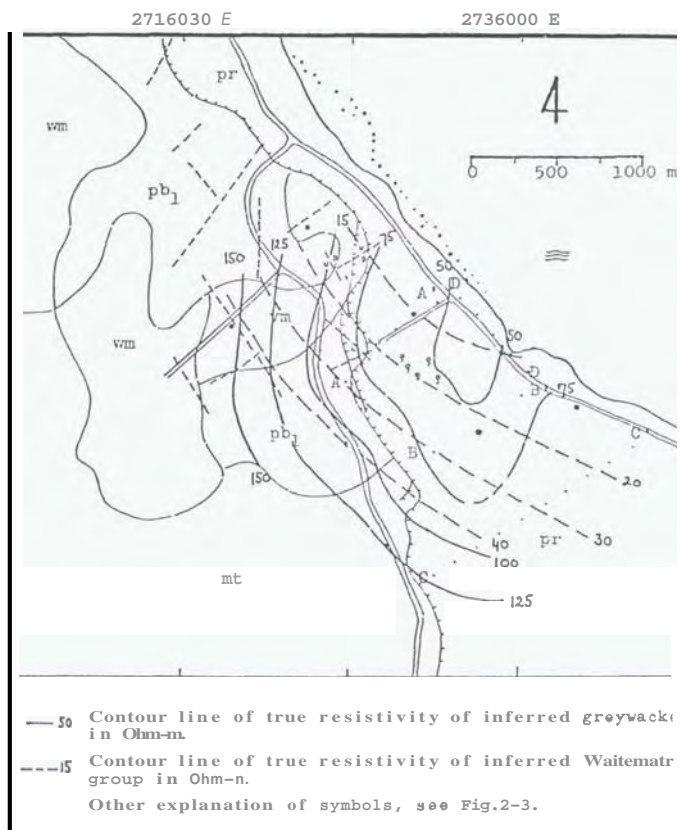 2716030 E 2736000 E
pr
4
wm
0 500 1000 m
pb1
15
75
150 125
50
A' D
wm
50
D
B' 75
A
C'
pb1
B
20
150
40 pr 30
100
mt
C
125
50 Contour line of true resistivity of inferred greywacke
in Ohm-m.
15 Contour line of true resistivity of inferred Waitematr
group in Ohm-n.
Other explanation of symbols, see Fig.2-3.